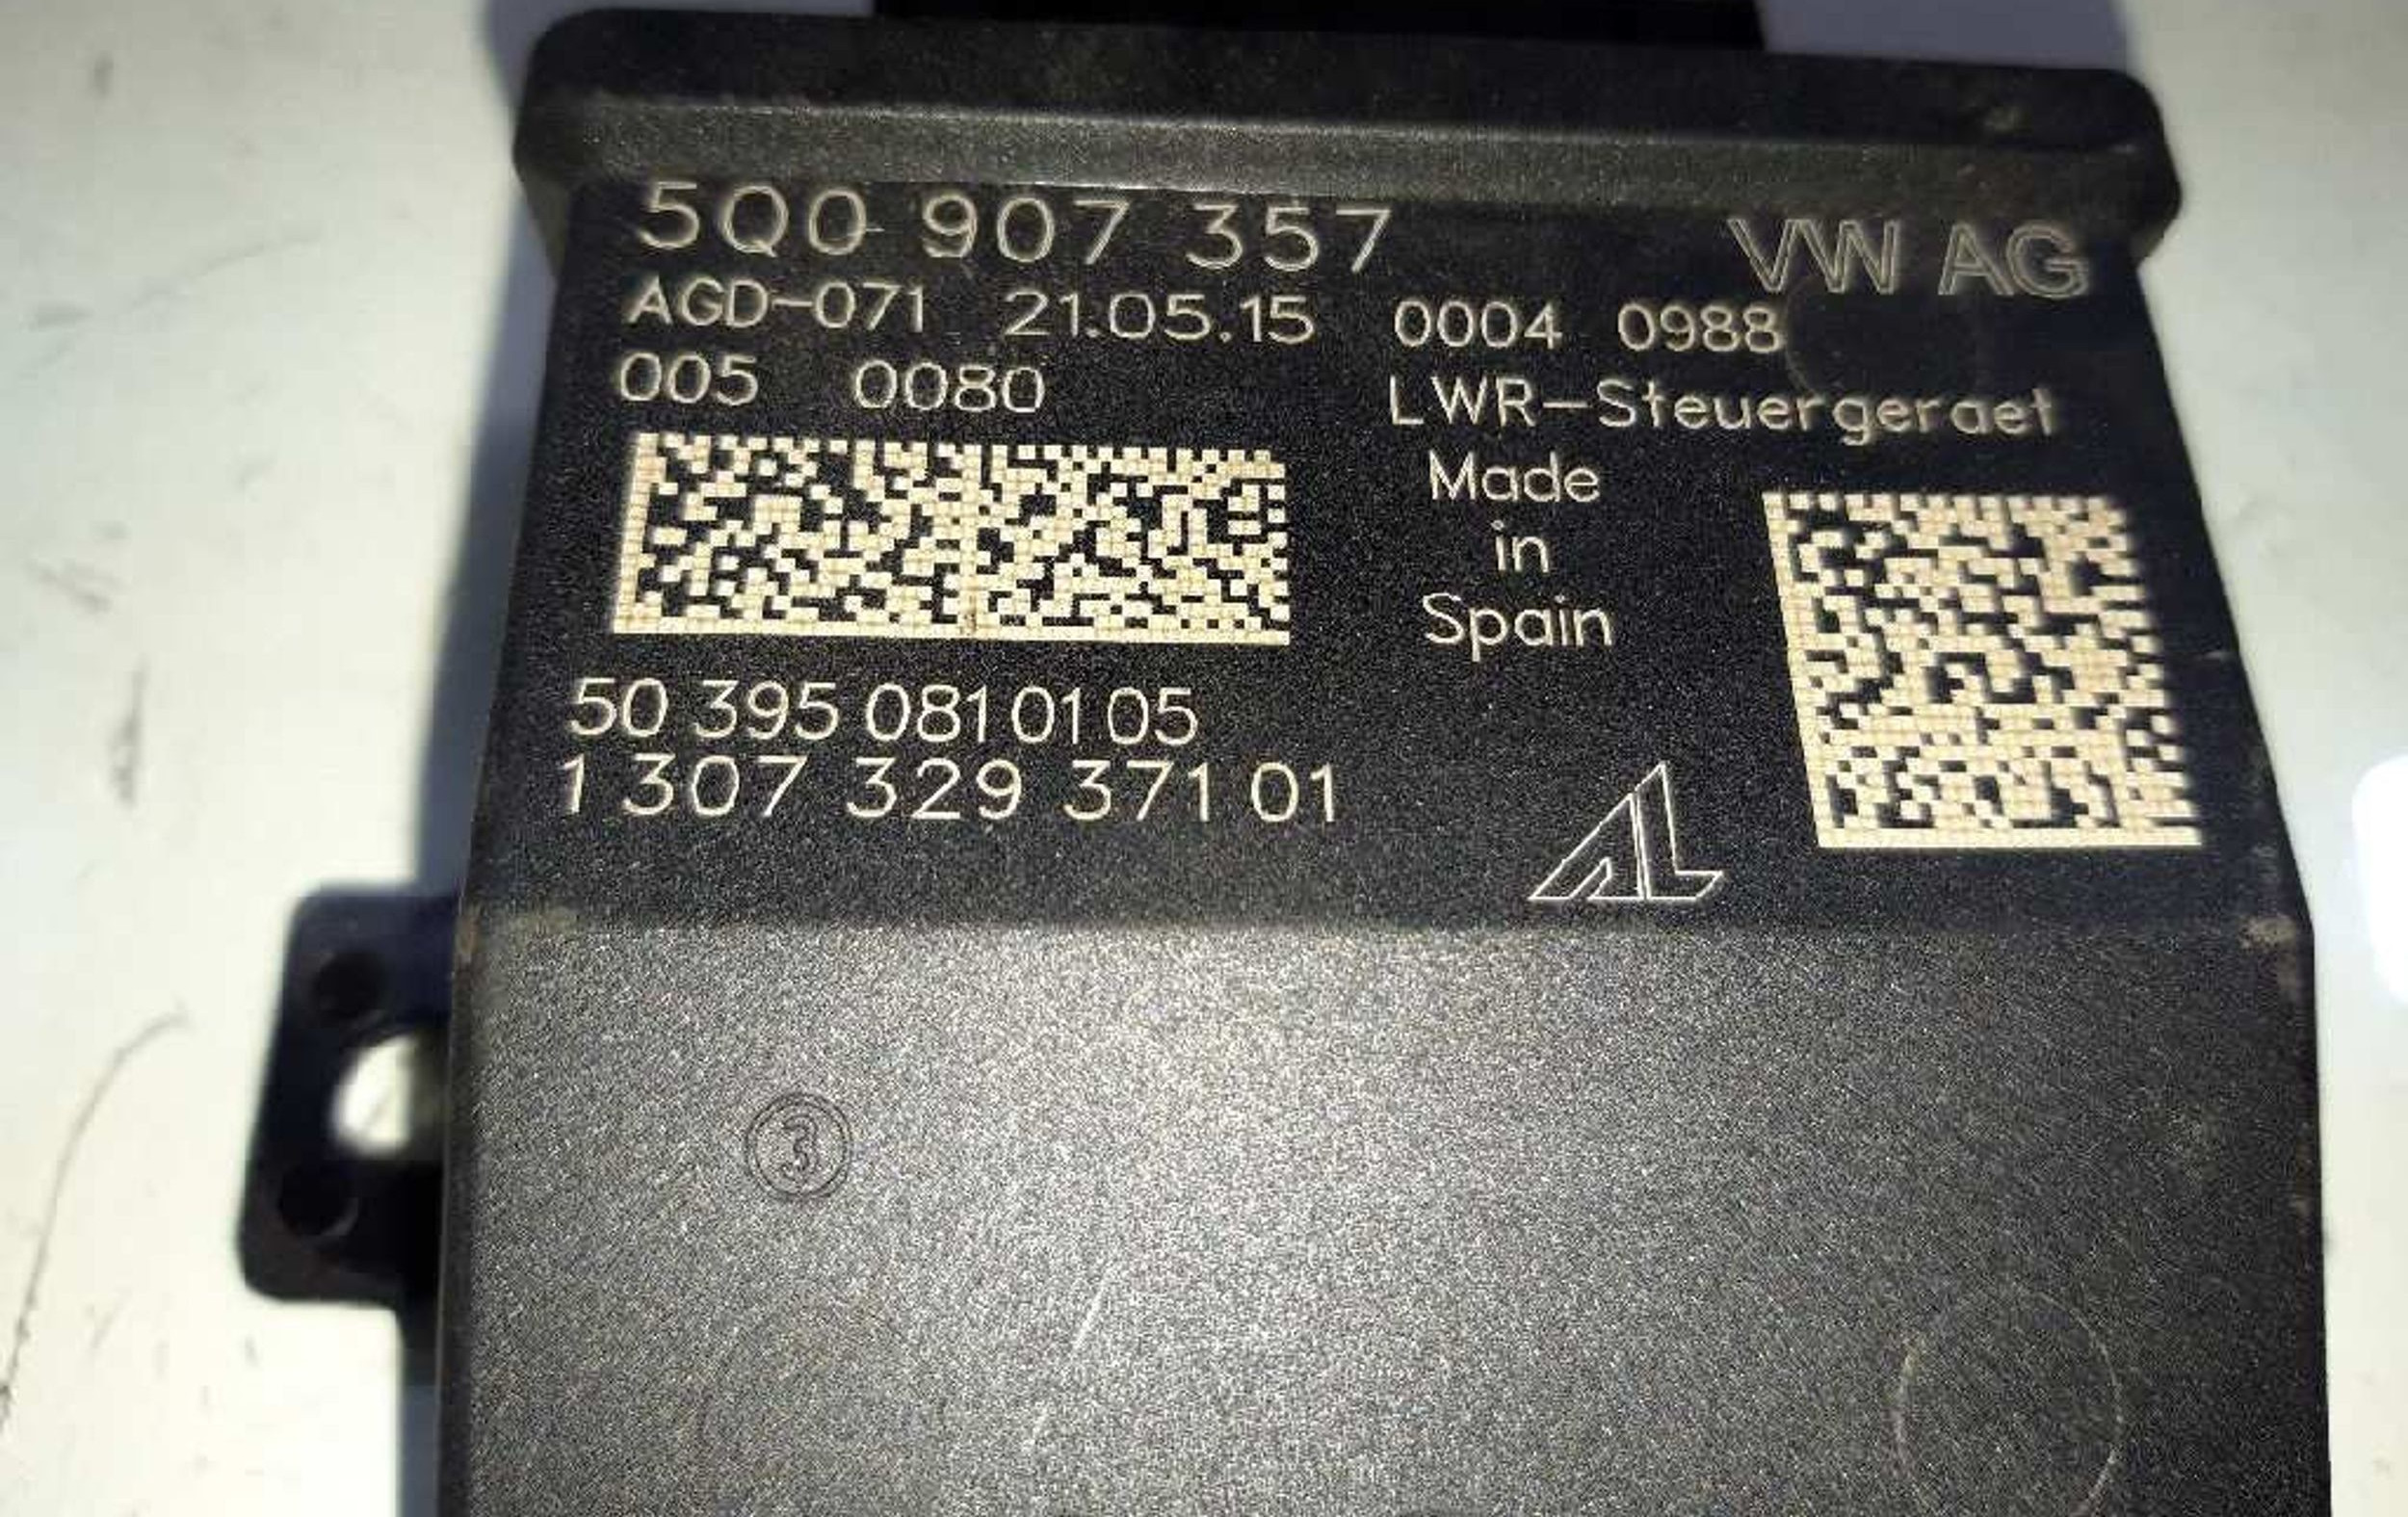 5Q0 907 357 VW AG
AGD-071 21.05.15 0004 0988
005 0080 LWR-Steuergeraet
Made
in
Spain
50 395 081 01 05
1 307 329 371 01
AL
3